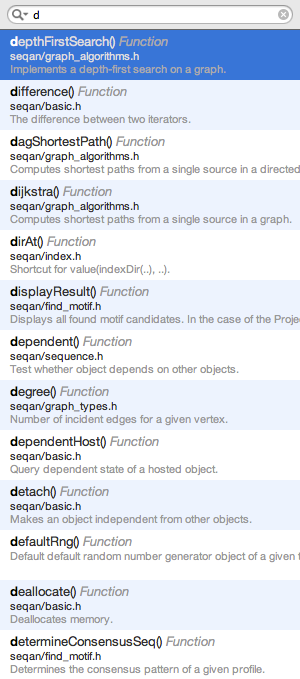 d
depthFirstSearch() Function
seqan/graph_algorithms.h
Implements a depth-first search on a graph.
difference() Function
seqan/basic.h
The difference between two iterators.
dagShortestPath() Function
seqan/graph_algorithms.h
Computes shortest paths from a single source in a directed
dijkstra() Function
seqan/graph_algorithms.h
Computes shortest paths from a single source in a graph.
dirAt() Function
seqan/index.h
Shortcut for value(indexDir(..), ..).
displayResult() Function
seqan/find_motif.h
Displays all found motif candidates. In the case of the Proje
dependent() Function
seqan/sequence.h
Test whether object depends on other objects.
degree() Function
seqan/graph_types.h
Number of incident edges for a given vertex.
dependentHost() Function
seqan/basic.h
Query dependent state of a hosted object.
detach() Function
seqan/basic.h
Makes an object independent from other objects.
defaultRng() Function
Default default random number generator object of a given t
deallocate() Function
seqan/basic.h
Deallocates memory.
determineConsensusSeq() Function
seqan/find_motif.h
Determines the consensus pattern of a given profile.